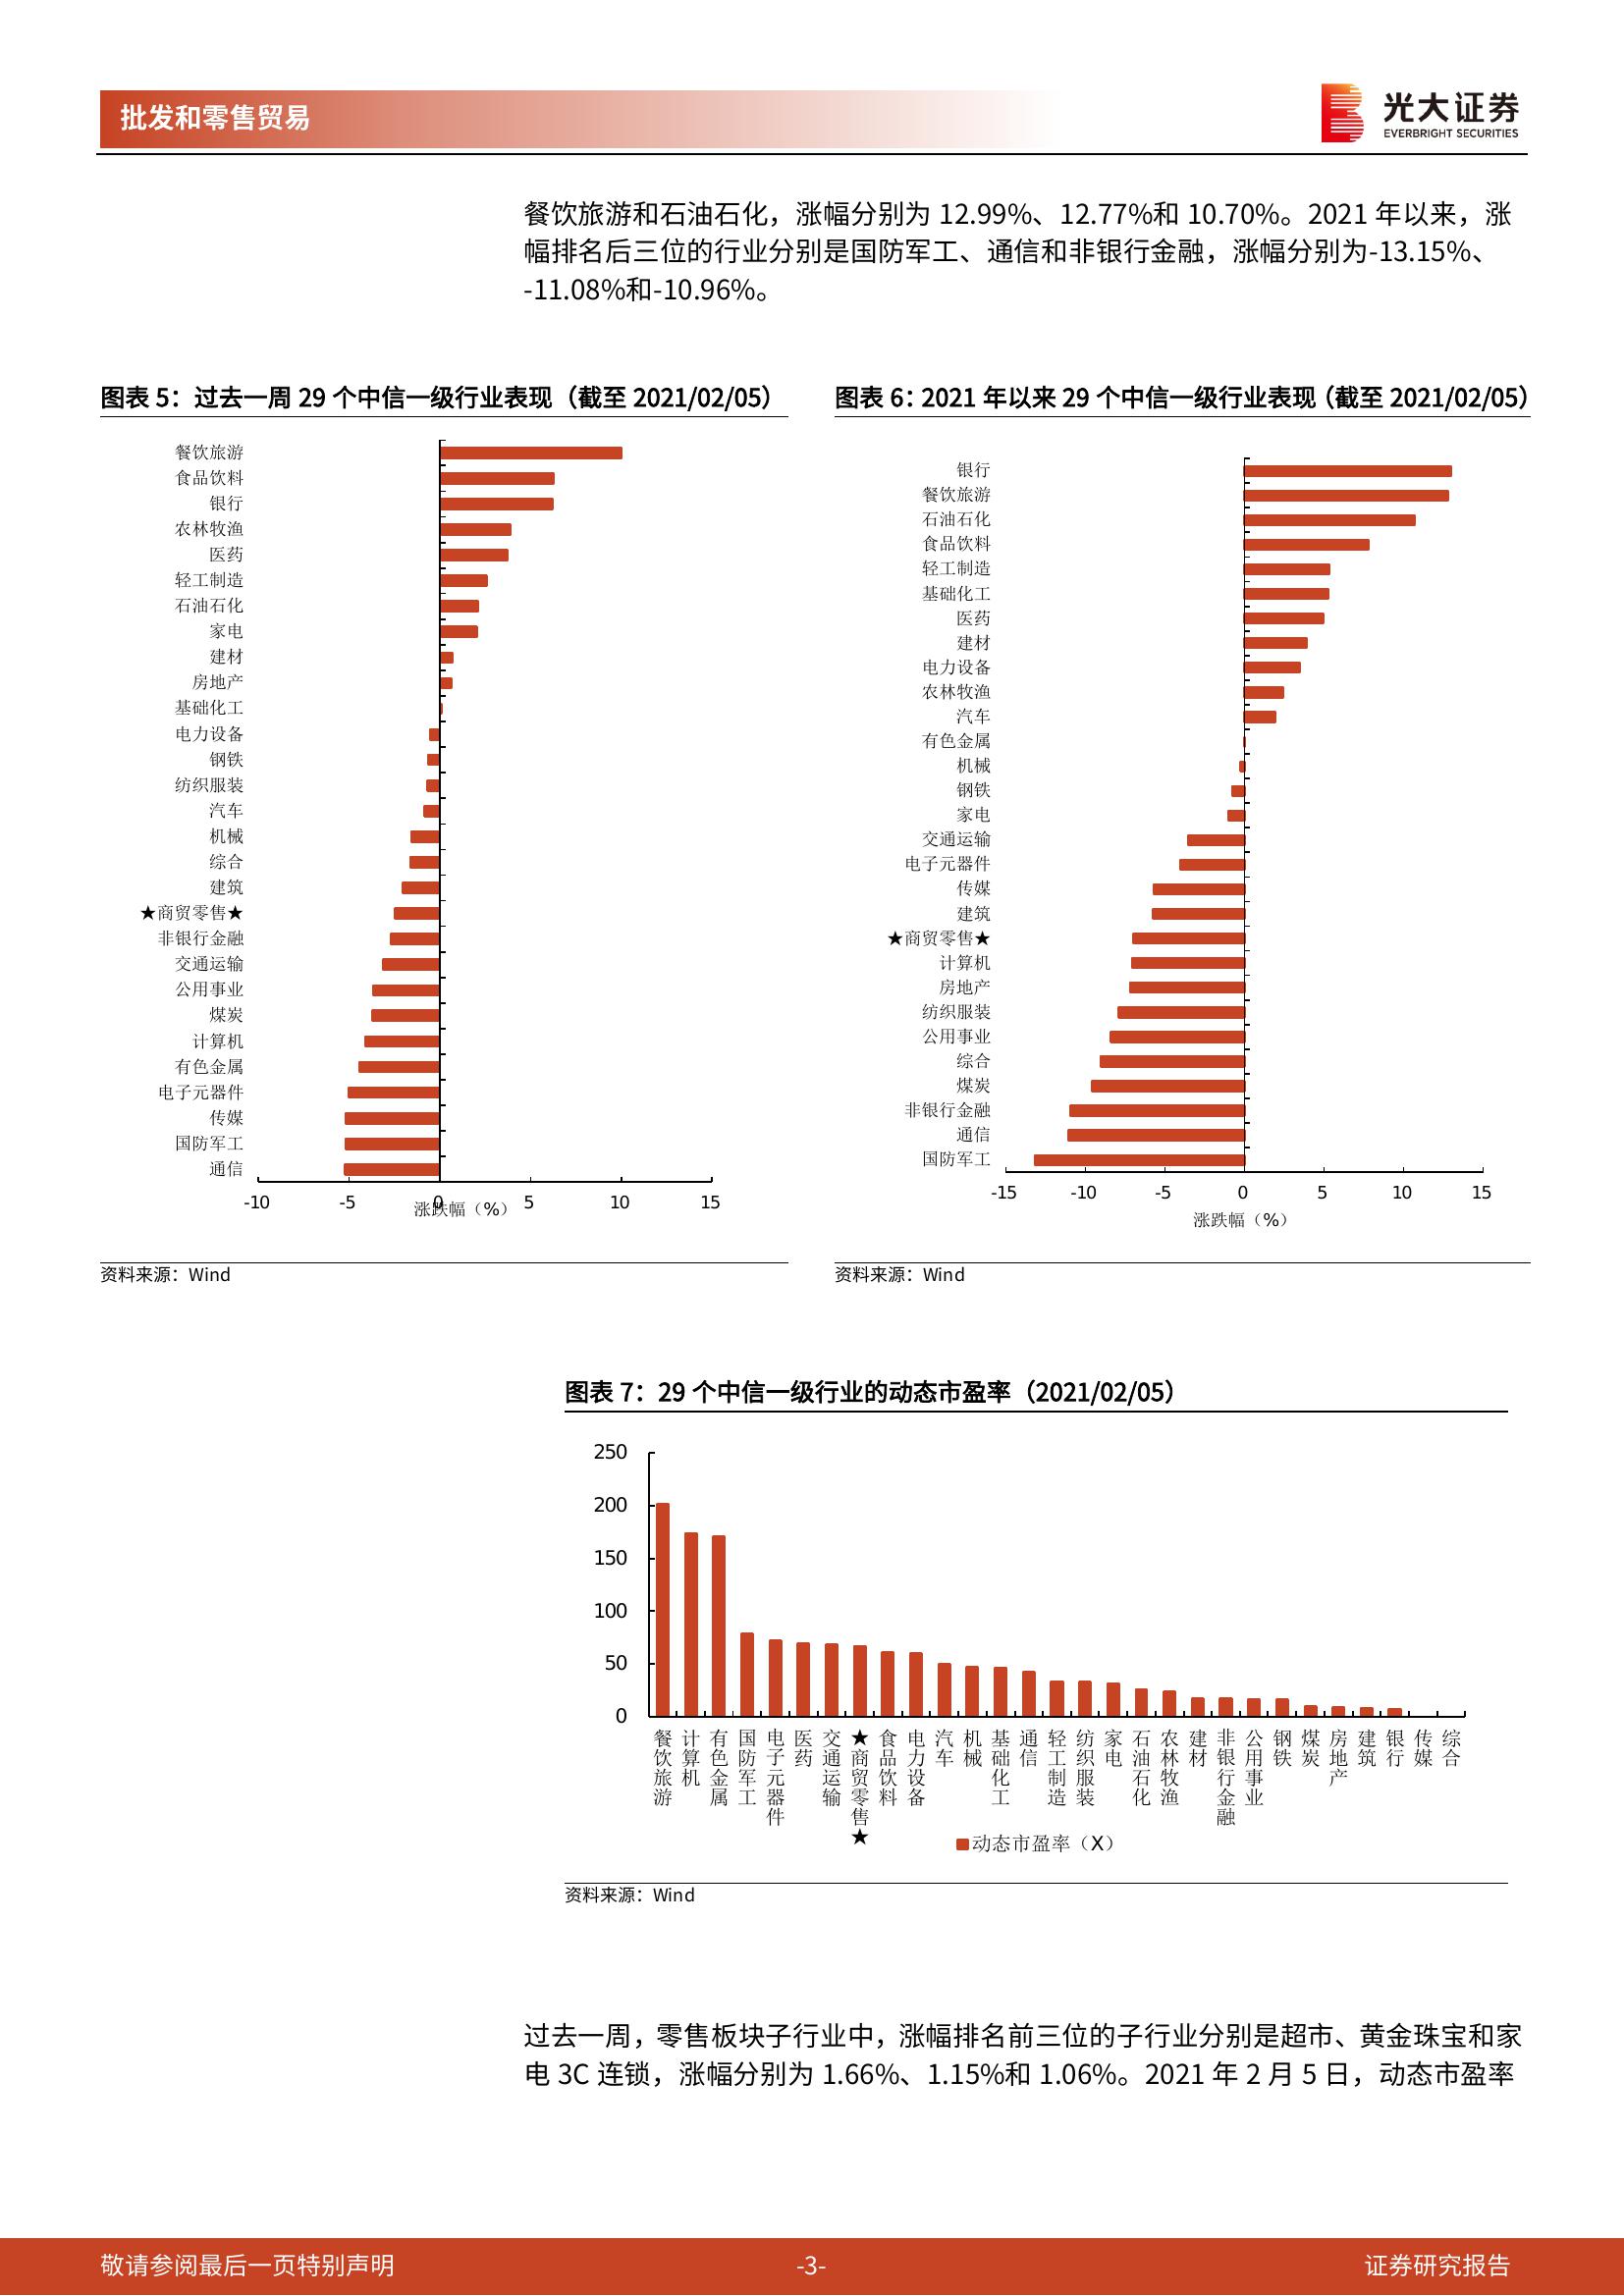 批发和零售贸易
光大证券
EVERBRIGHT SECURITIES
餐饮旅游和石油石化，涨幅分别为 12.99%、12.77%和 10.70%。2021 年以来，涨
幅排名后三位的行业分别是国防军工、通信和非银行金融，涨幅分别为-13.15%、
-11.08%和-10.96%。
图表 5：过去一周 29 个中信一级行业表现（截至 2021/02/05）
餐饮旅游
食品饮料
银行
农林牧渔
医药
轻工制造
石油石化
家电
建材
房地产
基础化工
电力设备
钢铁
纺织服装
汽车
机械
综合
建筑
★商贸零售★
非银行金融
交通运输
公用事业
煤炭
计算机
有色金属
电子元器件
传媒
国防军工
通信
-10 -5 0 5 10 15
涨跌幅（%）
资料来源：Wind
图表 6：2021 年以来 29 个中信一级行业表现（截至 2021/02/05）
银行
餐饮旅游
石油石化
食品饮料
轻工制造
基础化工
医药
建材
电力设备
农林牧渔
汽车
有色金属
机械
钢铁
家电
交通运输
电子元器件
传媒
建筑
★商贸零售★
计算机
房地产
纺织服装
公用事业
综合
煤炭
非银行金融
通信
国防军工
-15 -10 -5 0 5 10 15
涨跌幅（%）
资料来源：Wind
图表 7：29 个中信一级行业的动态市盈率（2021/02/05）
250
200
150
100
50
0
餐饮旅游
计算机
有色金属
国防军工
电子元器件
医药
交通运输
★商贸零售★
食品饮料
电力设备
汽车
机械
基础化工
通信
轻工制造
纺织服装
家电
石油石化
农林牧渔
建材
非银行金融
公用事业
钢铁
煤炭
房地产
建筑
银行
传媒
综合
动态市盈率（X）
资料来源：Wind
过去一周，零售板块子行业中，涨幅排名前三位的子行业分别是超市、黄金珠宝和家
电 3C 连锁，涨幅分别为 1.66%、1.15%和 1.06%。2021 年 2 月 5 日，动态市盈率
敬请参阅最后一页特别声明
-3-
证券研究报告